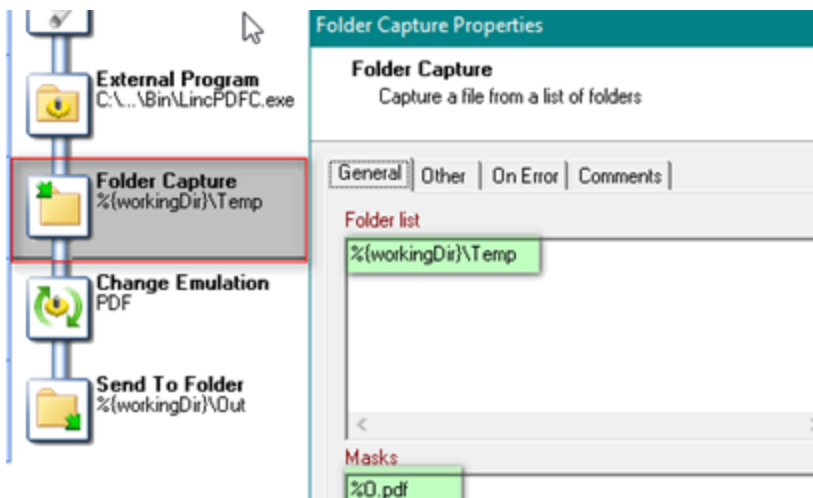 External Program
C:\...\Bin\LincPDFC.exe
Folder Capture
%{workingDir}\Temp
Change Emulation
PDF
Send To Folder
%{workingDir}\Out
Folder Capture Properties
Folder Capture
Capture a file from a list of folders
General Other On Error Comments
Folder list
%{workingDir}\Temp
Masks
%O.pdf